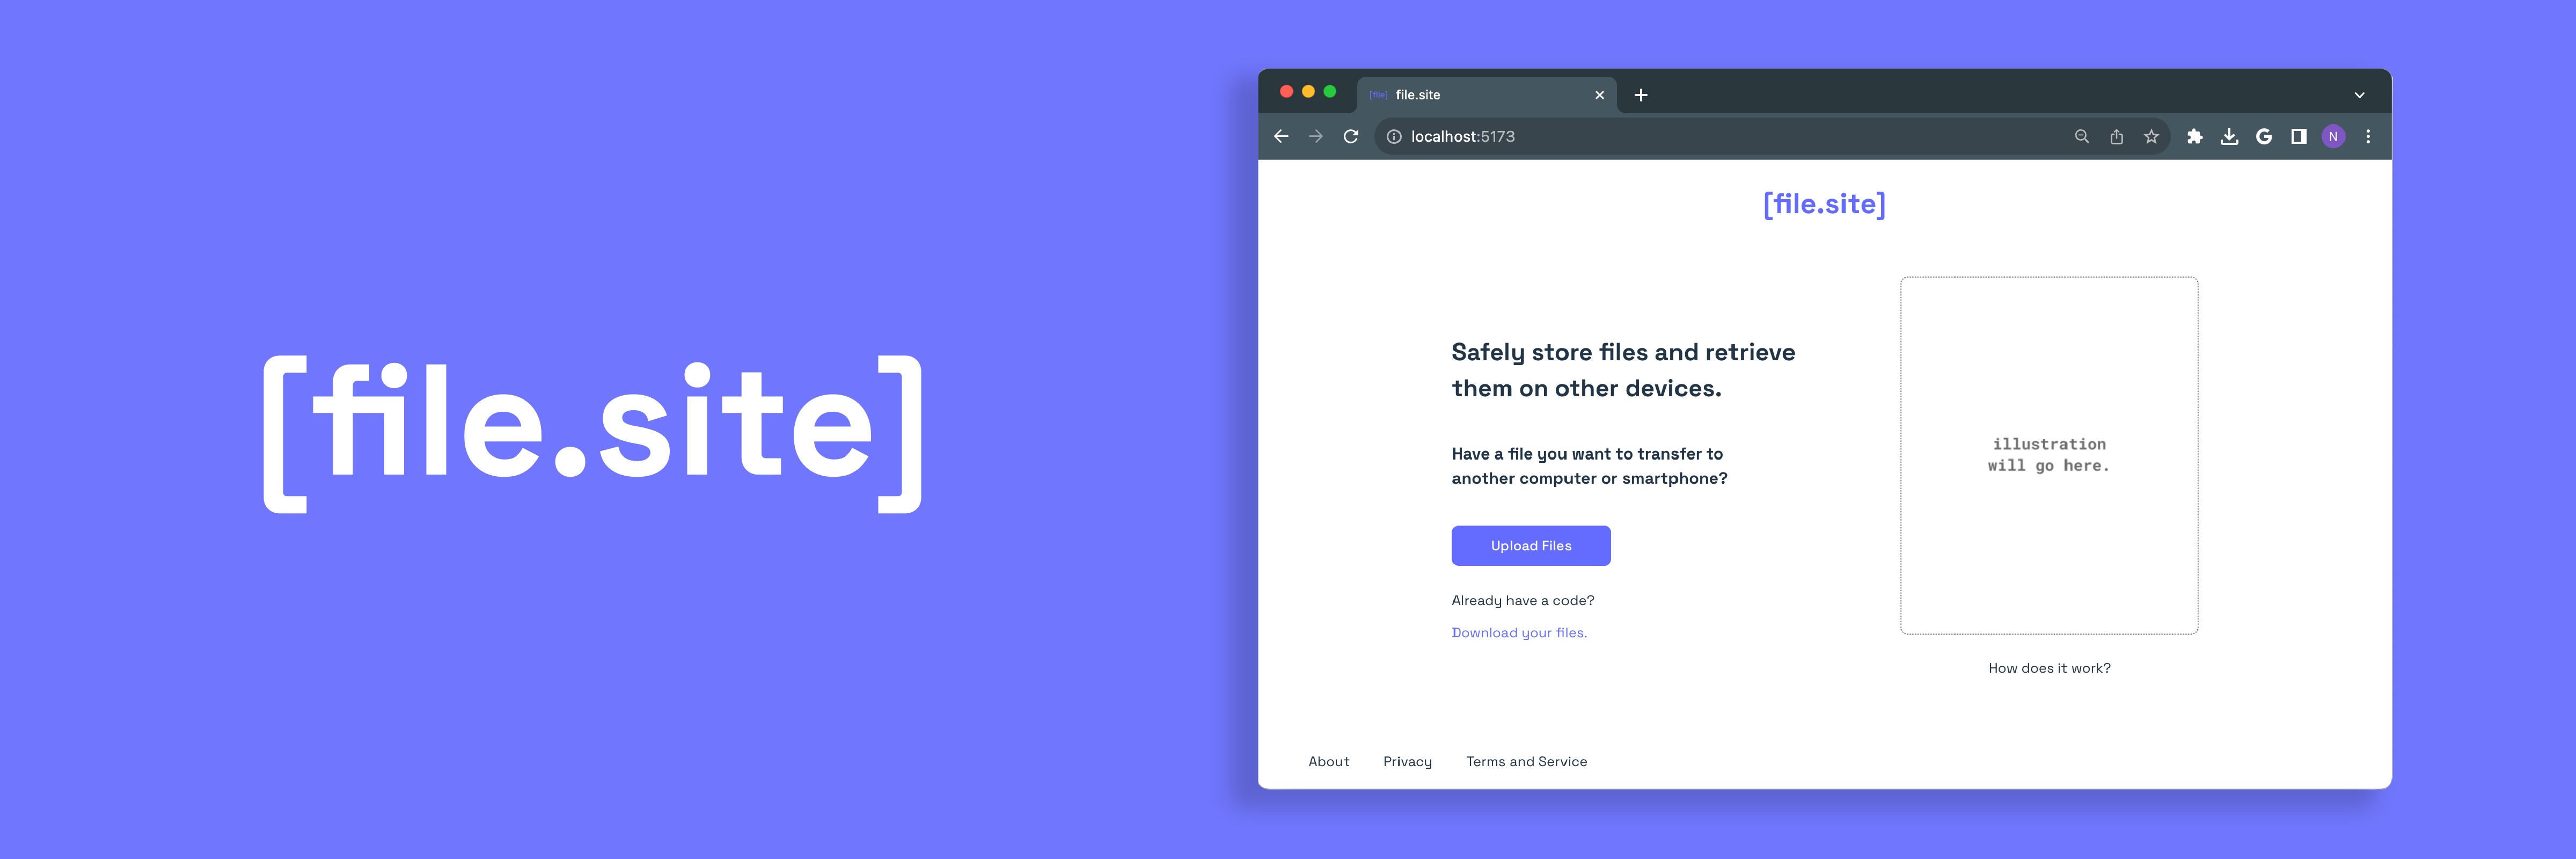 [file.site]
[file] file.site
localhost:5173
N
[file.site]
Safely store files and retrieve
them on other devices.
Have a file you want to transfer to
another computer or smartphone?
Upload Files
Already have a code?
Download your files.
illustration
will go here.
How does it work?
About Privacy Terms and Service